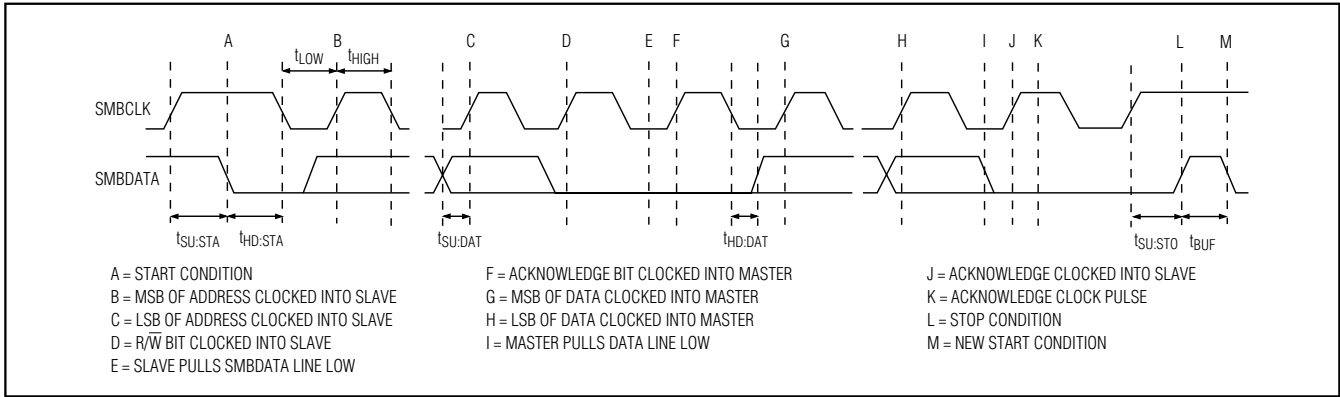 A B C D E F G H I J K L M
tLOW tHIGH
SMBCLK
SMBDATA
tSU:STA tHD:STA tSU:DAT tHD:DAT tSU:STO tBUF
A = START CONDITION
B = MSB OF ADDRESS CLOCKED INTO SLAVE
C = LSB OF ADDRESS CLOCKED INTO SLAVE
D = R/W̅ BIT CLOCKED INTO SLAVE
E = SLAVE PULLS SMBDATA LINE LOW
F = ACKNOWLEDGE BIT CLOCKED INTO MASTER
G = MSB OF DATA CLOCKED INTO MASTER
H = LSB OF DATA CLOCKED INTO MASTER
I = MASTER PULLS DATA LINE LOW
J = ACKNOWLEDGE CLOCKED INTO SLAVE
K = ACKNOWLEDGE CLOCK PULSE
L = STOP CONDITION
M = NEW START CONDITION